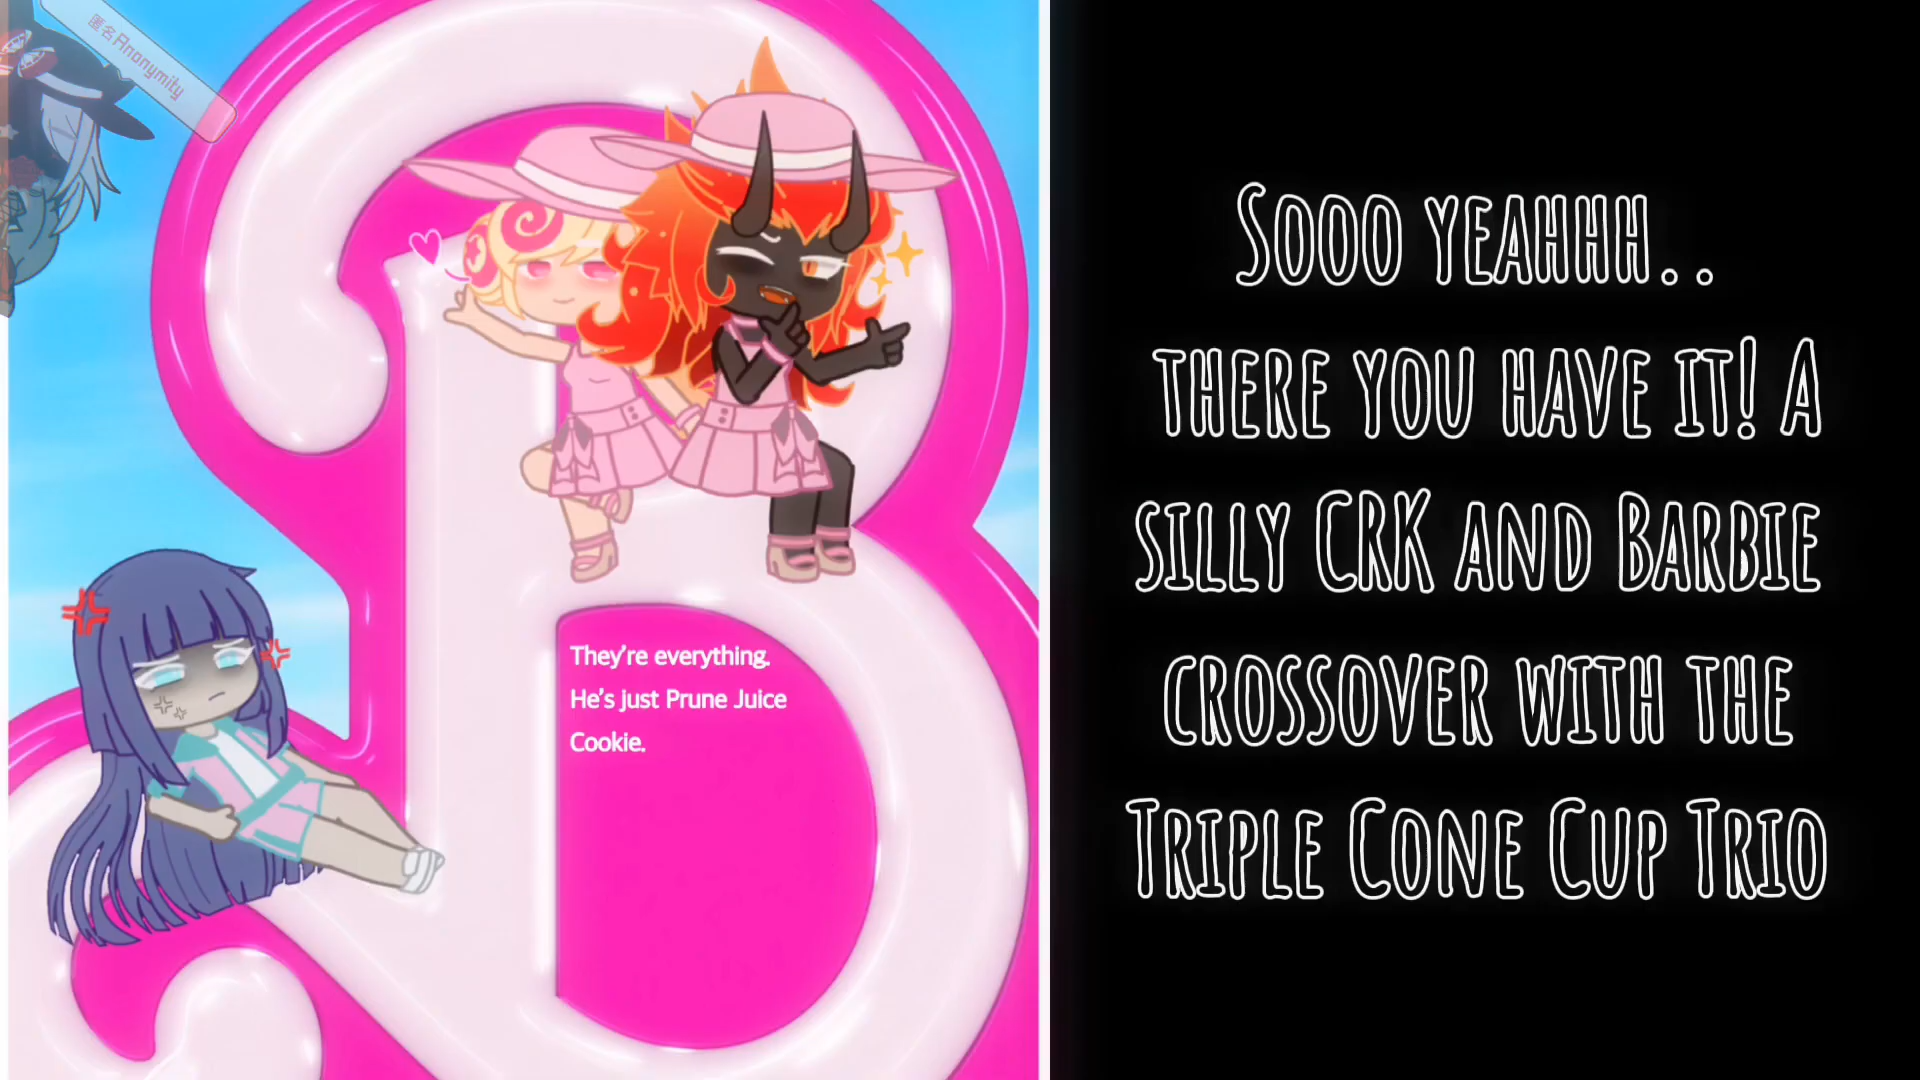 匿名Anonymity
They're everything.
He's just Prune Juice
Cookie.
Sooo yeahhh..
there you have it! A
silly CRK and Barbie
crossover with the
Triple Cone Cup Trio